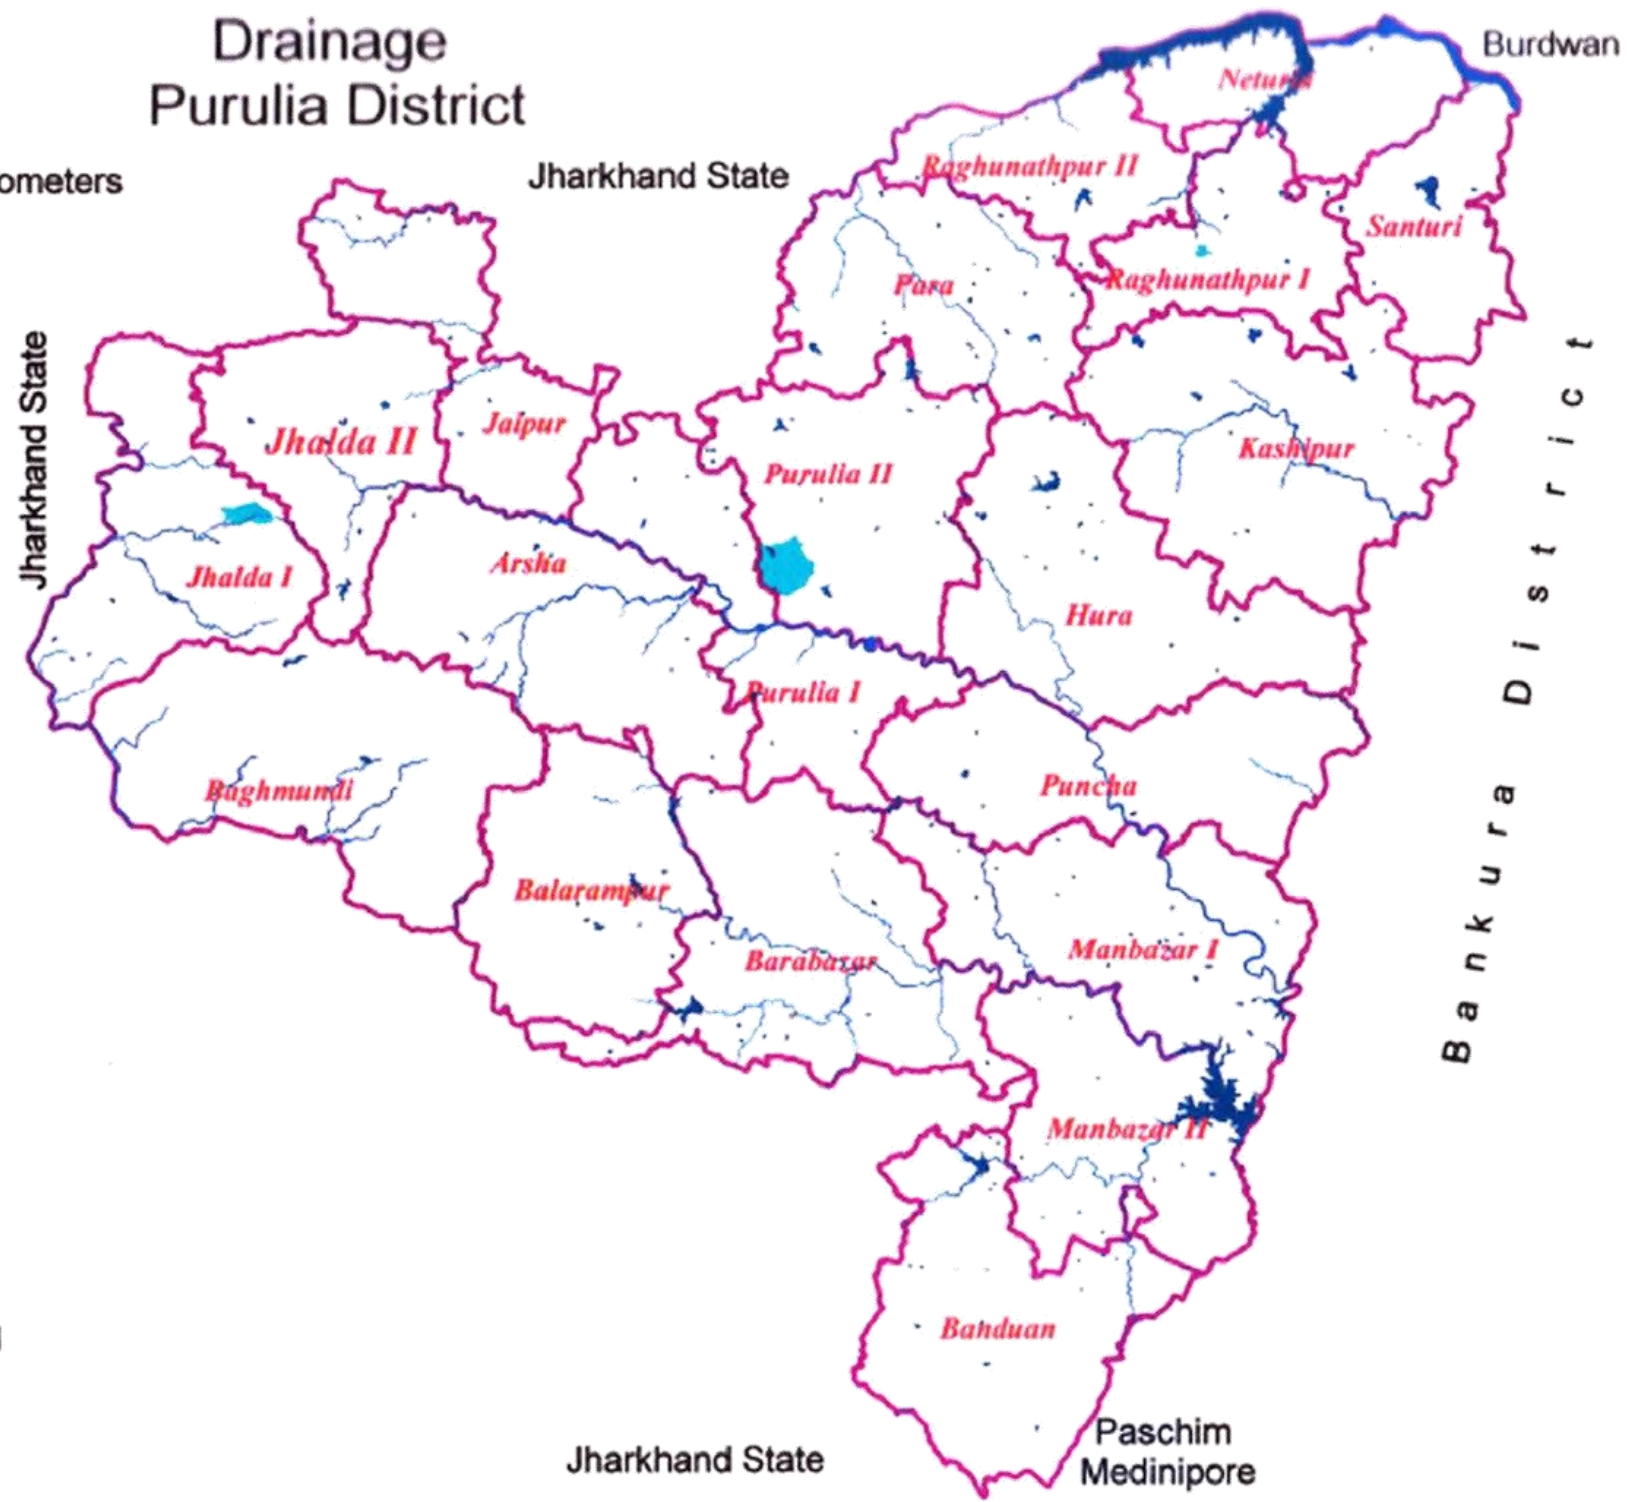 Drainage
Purulia District
Burdwan
ometers
Jharkhand State
Neturia
Raghunathpur II
Santuri
Raghunathpur I
Para
Jharkhand State
Jhalda II
Jaipur
Purulia II
Kashipur
Jhalda I
Arsha
Hura
Purulia I
Bankura District
Baghmundi
Puncha
Balarampur
Barabazar
Manbazar I
Manbazar II
Banduan
Jharkhand State
Paschim
Medinipore